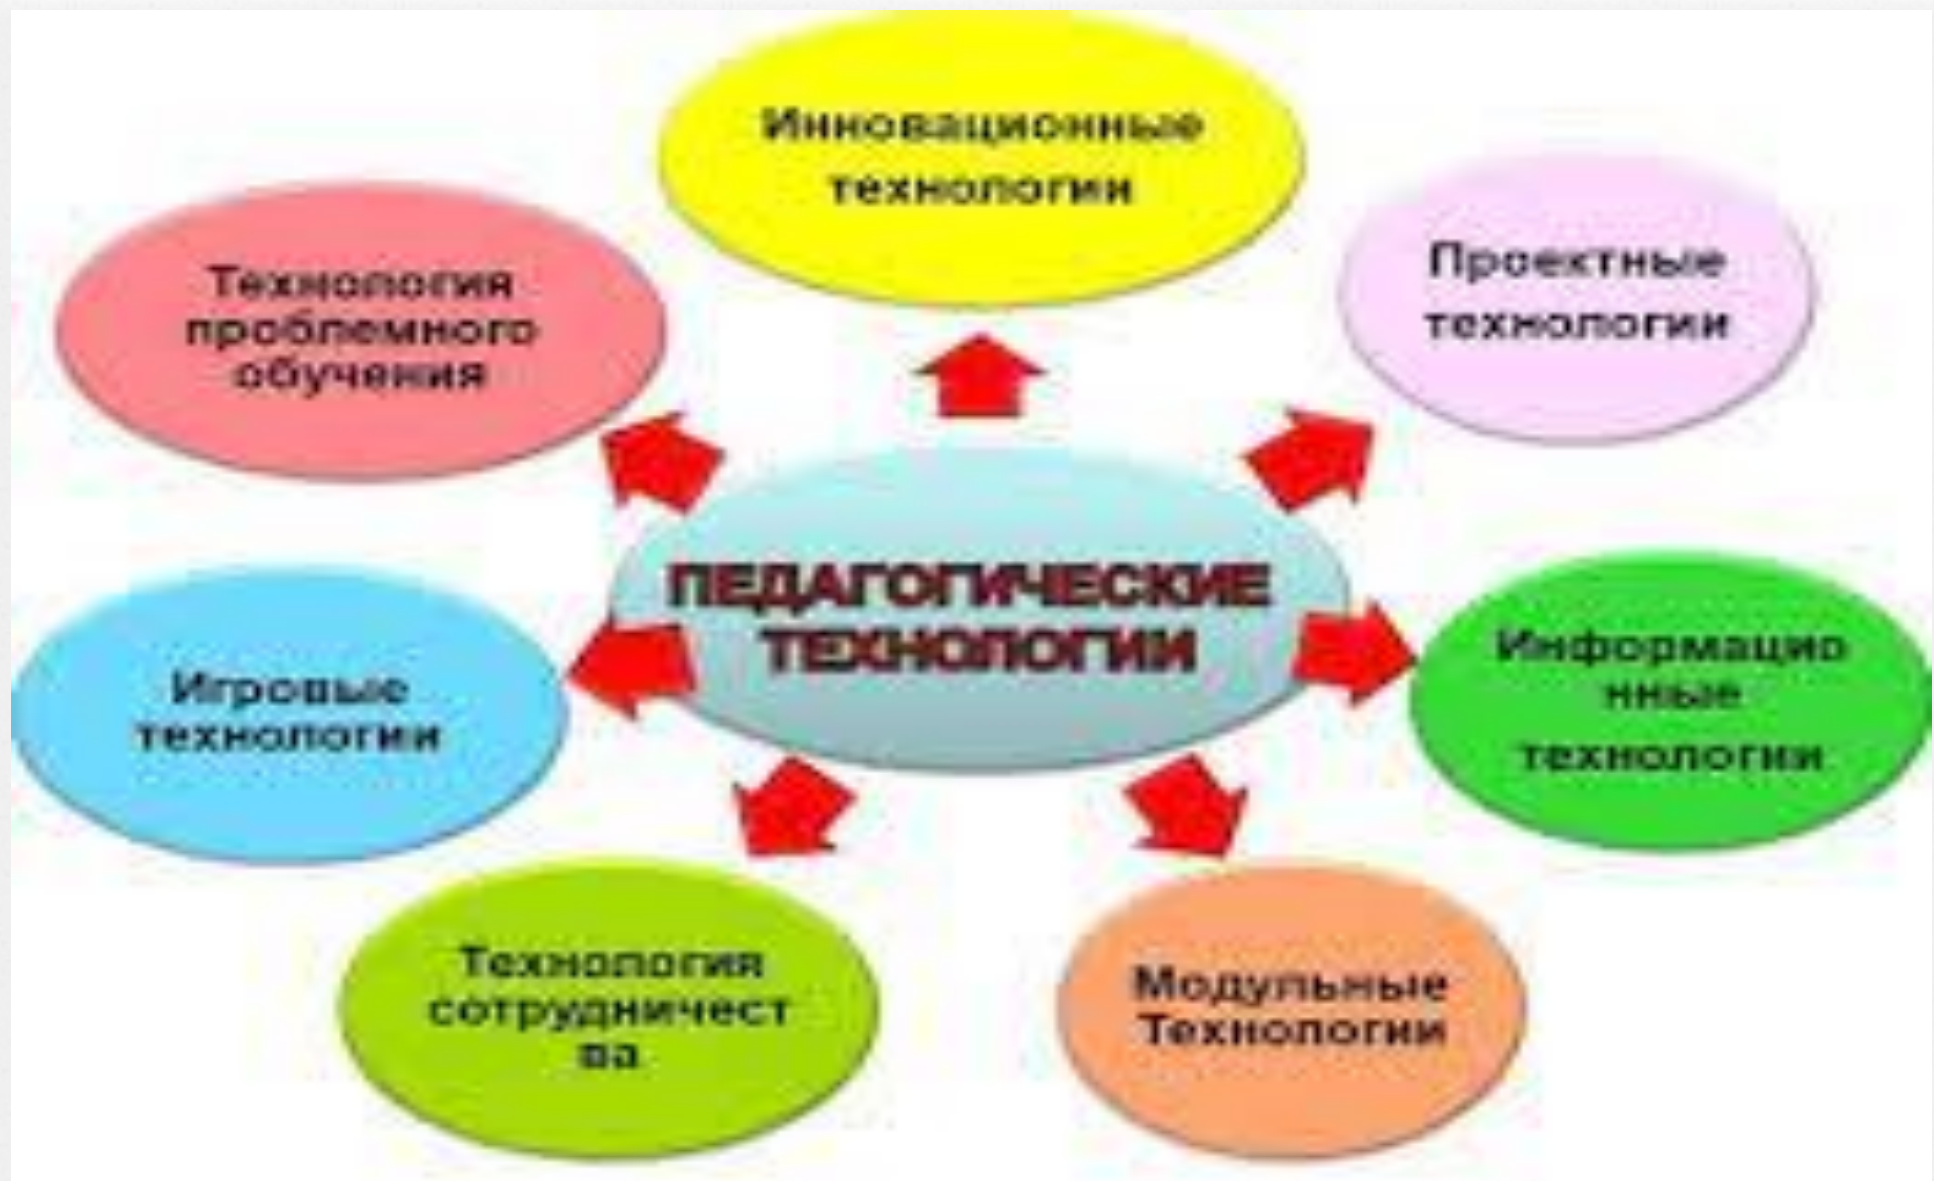 Инновационные
технологии
Проектные
технологии
Технология
проблемного
обучения
ПЕДАГОГИЧЕСКИЕ
ТЕХНОЛОГИИ
Информацио
нные
технологии
Игровые
технологии
Технология
сотрудничест
ва
Модульные
Технологии